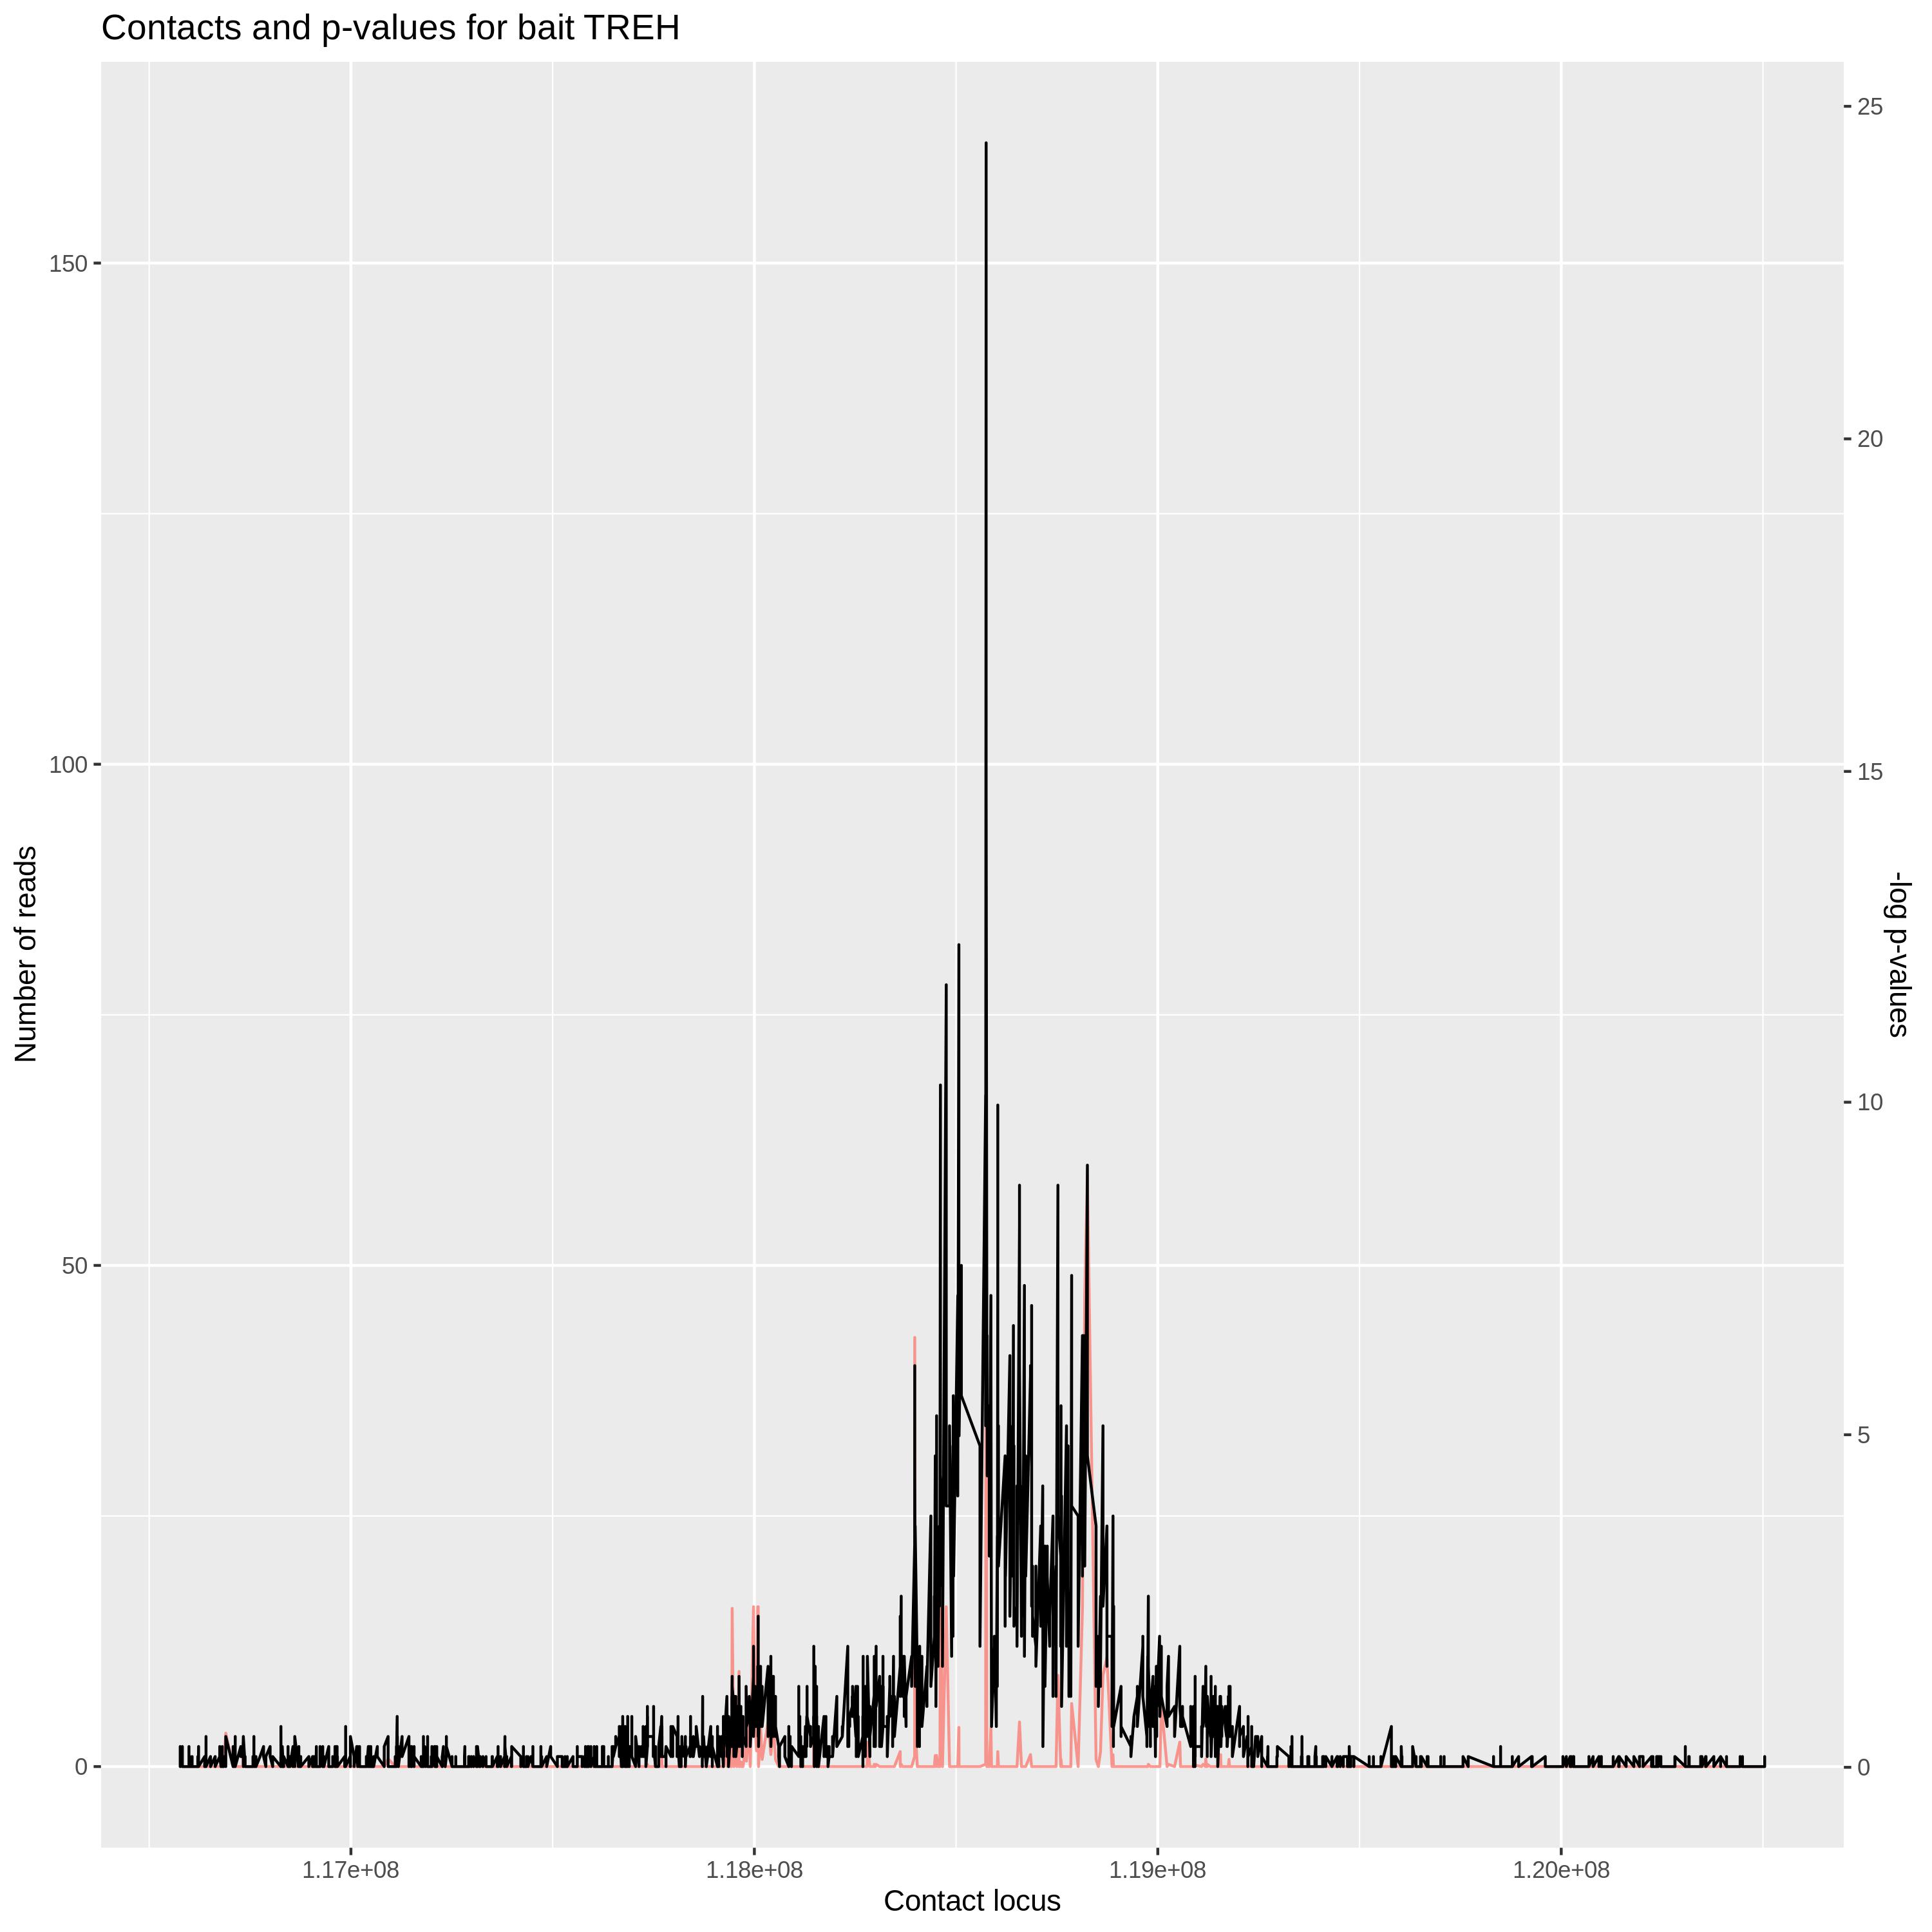 Contacts and p-values for bait TREH
25
150
20
100
15
Number of reads
-log p-values
10
50
5
0
0
1.17e+08
1.18e+08
1.19e+08
1.20e+08
Contact locus